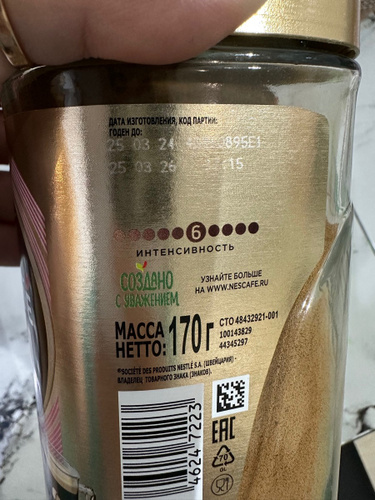 ДАТА ИЗГОТОВЛЕНИЯ, КОД ПАРТИИ:
ГОДЕН ДО:
25 03 24
25 03 26 15
6
ИНТЕНСИВНОСТЬ
СОЗДАНО
С УВАЖЕНИЕМ
УЗНАЙТЕ БОЛЬШЕ
НА WWW.NESCAFE.RU
МАССА
НЕТТО: 170 г
СТО 48432921-001
100143829
44345297
®SOCIÉTÉ DES PRODUITS NESTLÉ S.A. (ШВЕЙЦАРИЯ) -
ВЛАДЕЛЕЦ ТОВАРНОГО ЗНАКА (ЗНАКОВ).
4624 7223
EAC
70
GL